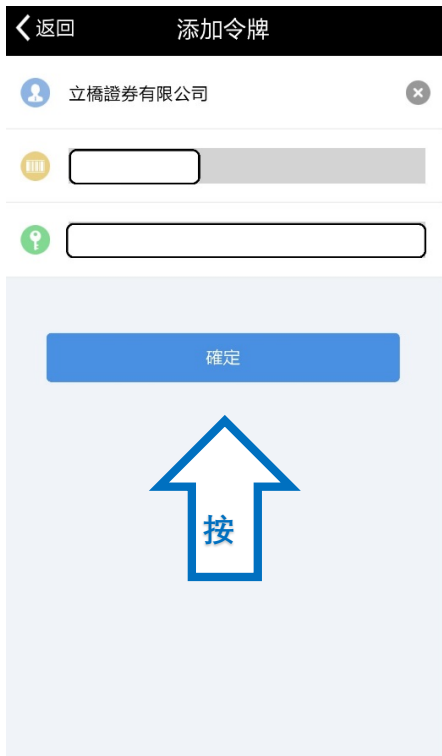 返回
添加令牌
立橋證券有限公司
確定
按